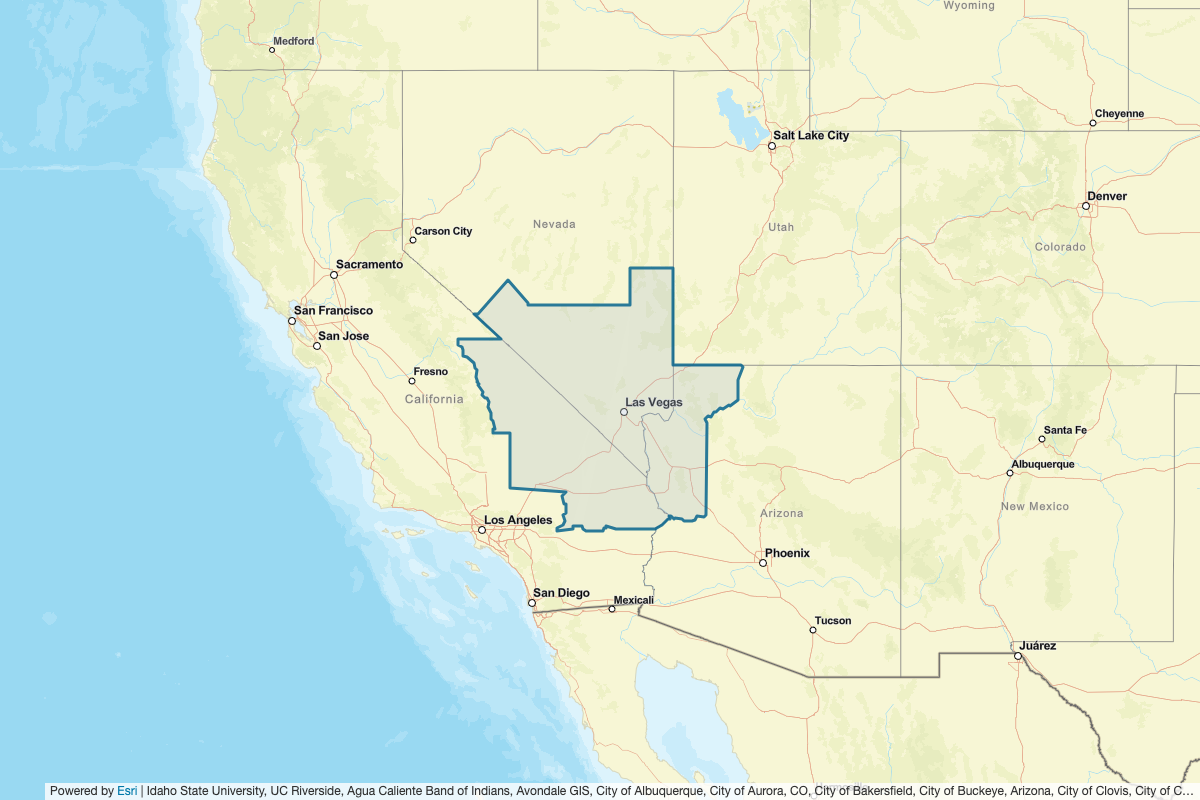 Wyoming
Medford
Cheyenne
Salt Lake City
Denver
Nevada
Utah
Carson City
Colorado
Sacramento
San Francisco
San Jose
Fresno
California
Las Vegas
Santa Fe
Albuquerque
New Mexico
Arizona
Los Angeles
Phoenix
San Diego
Mexicali
Tucson
Juárez
Powered by Esri | Idaho State University, UC Riverside, Agua Caliente Band of Indians, Avondale GIS, City of Albuquerque, City of Aurora, CO, City of Bakersfield, City of Buckeye, Arizona, City of Clovis, City of C...